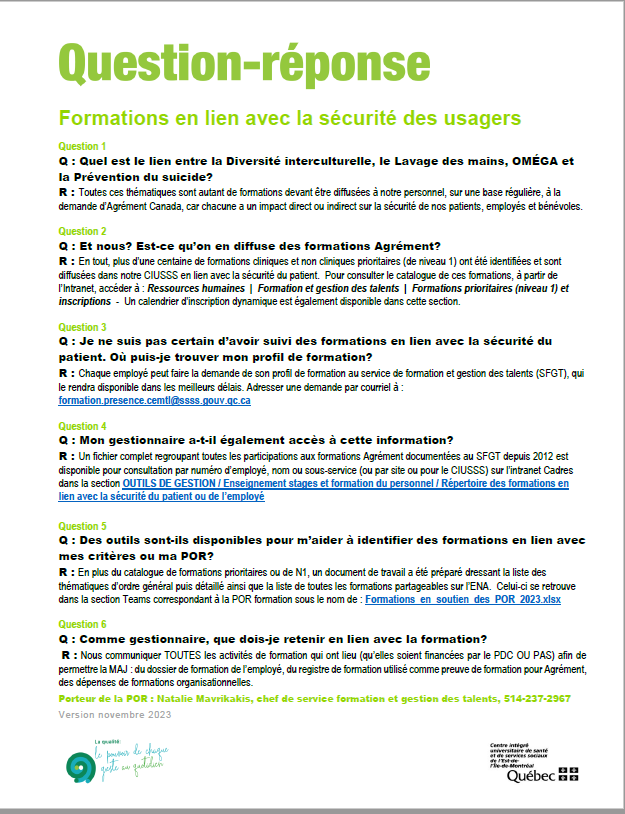 Question-réponse
Formations en lien avec la sécurité des usagers
Question 1
Q : Quel est le lien entre la Diversité interculturelle, le Lavage des mains, OMÉGA et
la Prévention du suicide?
R : Toutes ces thématiques sont autant de formations devant être diffusées à notre personnel, sur une base régulière, à la
demande d'Agrément Canada, car chacune a un impact direct ou indirect sur la sécurité de nos patients, employés et bénévoles.
Question 2
Q : Et nous? Est-ce qu'on en diffuse des formations Agrément?
R : En tout, plus d'une centaine de formations cliniques et non cliniques prioritaires (de niveau 1) ont été identifiées et sont
diffusées dans notre CIUSSS en lien avec la sécurité du patient. Pour consulter le catalogue de ces formations, à partir de
l'Intranet, accéder à : Ressources humaines | Formation et gestion des talents | Formations prioritaires (niveau 1) et
inscriptions - Un calendrier d'inscription dynamique est également disponible dans cette section.
Question 3
Q : Je ne suis pas certain d'avoir suivi des formations en lien avec la sécurité du
patient. Où puis-je trouver mon profil de formation?
R : Chaque employé peut faire la demande de son profil de formation au service de formation et gestion des talents (SFGT), qui
le rendra disponible dans les meilleurs délais. Adresser une demande par courriel à :
formation.presence.cemtl@ssss.gouv.qc.ca
Question 4
Q : Mon gestionnaire a-t-il également accès à cette information?
R : Un fichier complet regroupant toutes les participations aux formations Agrément documentées au SFGT depuis 2012 est
disponible pour consultation par numéro d'employé, nom ou sous-service (ou par site ou pour le CIUSSS) sur l'intranet Cadres
dans la section OUTILS DE GESTION / Enseignement stages et formation du personnel / Répertoire des formations en
lien avec la sécurité du patient ou de l'employé
Question 5
Q : Des outils sont-ils disponibles pour m'aider à identifier des formations en lien avec
mes critères ou ma POR?
R : En plus du catalogue de formations prioritaires ou de N1, un document de travail a été préparé dressant la liste des
thématiques d'ordre général puis détaillé ainsi que la liste de toutes les formations partageables sur l'ENA. Celui-ci se retrouve
dans la section Teams correspondant à la POR formation sous le nom de : Formations_en_soutien_des_POR_2023.xlsx
Question 6
Q : Comme gestionnaire, que dois-je retenir en lien avec la formation?
R : Nous communiquer TOUTES les activités de formation qui ont lieu (qu'elles soient financées par le PDC OU PAS) afin de
permettre la MAJ : du dossier de formation de l'employé, du registre de formation utilisé comme preuve de formation pour Agrément,
des dépenses de formations organisationnelles.
Porteur de la POR : Natalie Mavrikakis, chef de service formation et gestion des talents, 514-237-2967
Version novembre 2023
La qualité:
le pouvoir de chaque
geste au quotidien
Centre intégré
universitaire de santé
et de services sociaux
de l'Est-de-
l'Île-de-Montréal
Québec